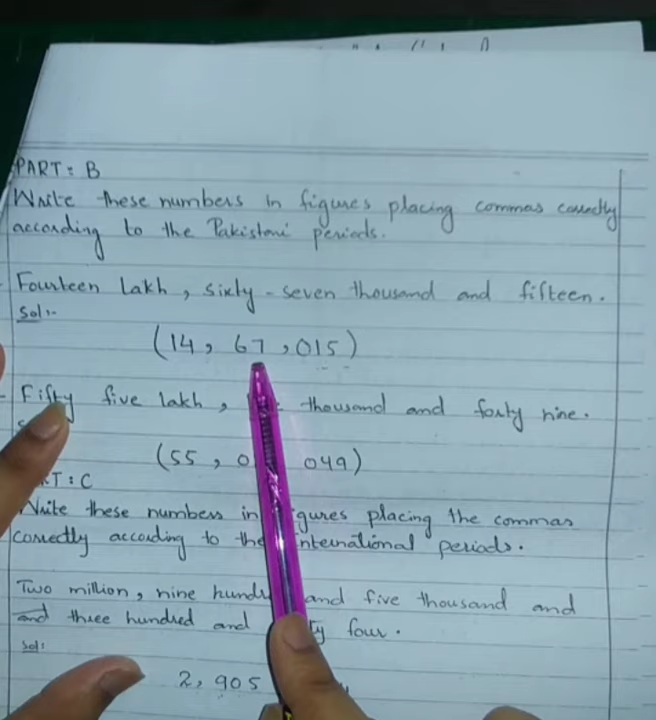 PART: B
Write these numbers in figures placing commas correctly
according to the Pakistani periods.
Fourteen lakh, sixty-seven thousand and fifteen.
Sol:-
(14, 67, 015)
Fifty five lakh, thousand and forty nine.
(55, 0 049)
T:C
Write these numbers in figures placing the commas
correctly according to the international periods.
Two million, nine hund and five thousand and
and three hundred and ty four.
Sol:
2, 905